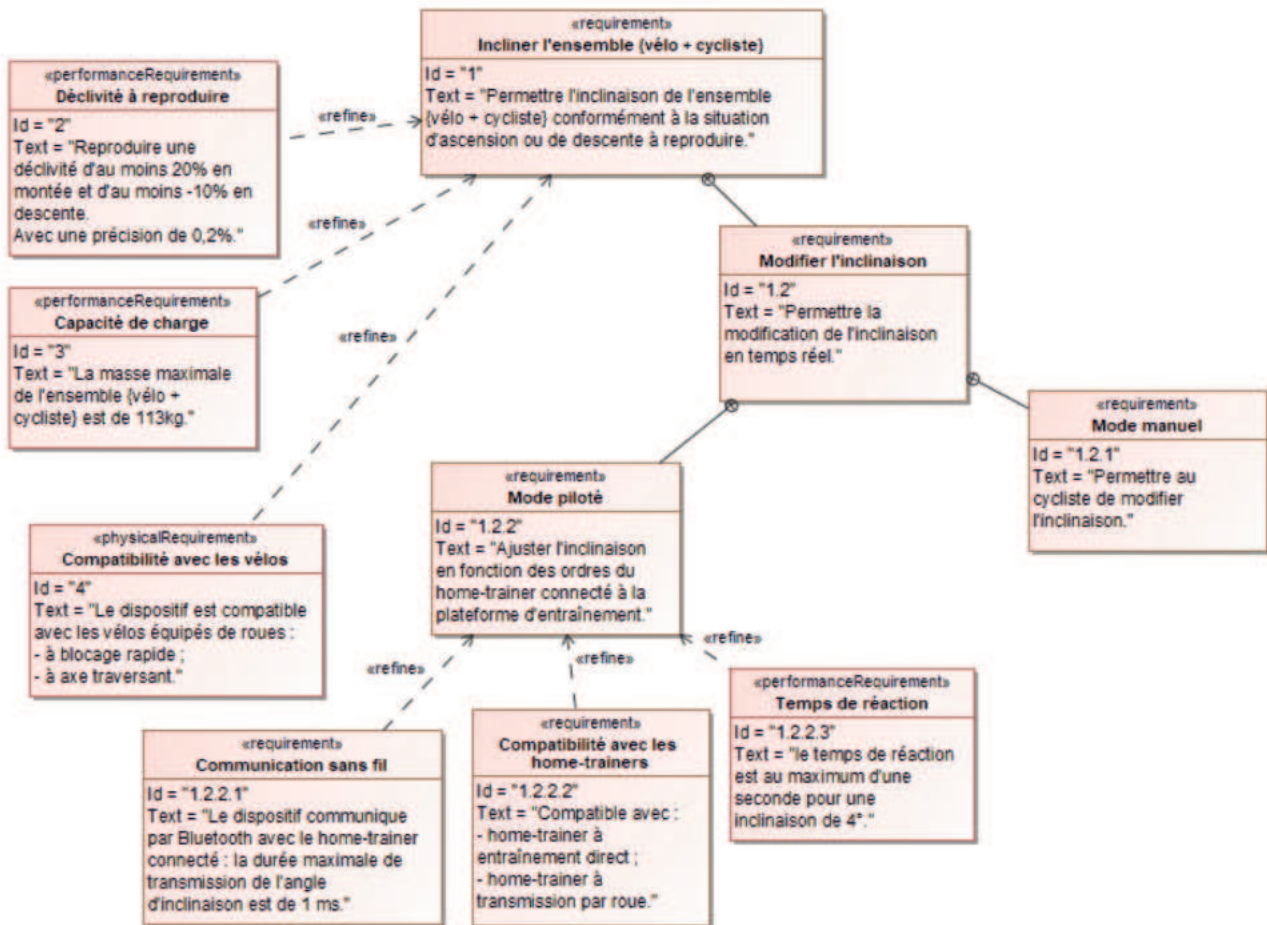 «requirement»
Incliner l'ensemble {vélo + cycliste}
Id = "1"
Text = "Permettre l'inclinaison de l'ensemble
{vélo + cycliste} conformément à la situation
d'ascension ou de descente à reproduire."
«performanceRequirement»
Déclivité à reproduire
Id = "2"
Text = "Reproduire une
déclivité d'au moins 20% en
montée et d'au moins -10% en
descente.
Avec une précision de 0,2%."
«refine»
«refine»
«refine»
«performanceRequirement»
Capacité de charge
Id = "3"
Text = "La masse maximale
de l'ensemble {vélo +
cycliste} est de 113kg."
«requirement»
Modifier l'inclinaison
Id = "1.2"
Text = "Permettre la
modification de l'inclinaison
en temps réel."
«requirement»
Mode manuel
Id = "1.2.1"
Text = "Permettre au
cycliste de modifier
l'inclinaison."
«requirement»
Mode piloté
Id = "1.2.2"
Text = "Ajuster l'inclinaison
en fonction des ordres du
home-trainer connecté à la
plateforme d'entraînement."
«physicalRequirement»
Compatibilité avec les vélos
Id = "4"
Text = "Le dispositif est compatible
avec les vélos équipés de roues :
- à blocage rapide ;
- à axe traversant."
«refine»
«refine»
«refine»
«requirement»
Communication sans fil
Id = "1.2.2.1"
Text = "Le dispositif communique
par Bluetooth avec le home-trainer
connecté : la durée maximale de
transmission de l'angle
d'inclinaison est de 1 ms."
«requirement»
Compatibilité avec les
home-trainers
Id = "1.2.2.2"
Text = "Compatible avec :
- home-trainer à
entraînement direct ;
- home-trainer à
transmission par roue."
«performanceRequirement»
Temps de réaction
Id = "1.2.2.3"
Text = "le temps de réaction
est au maximum d'une
seconde pour une
inclinaison de 4°."